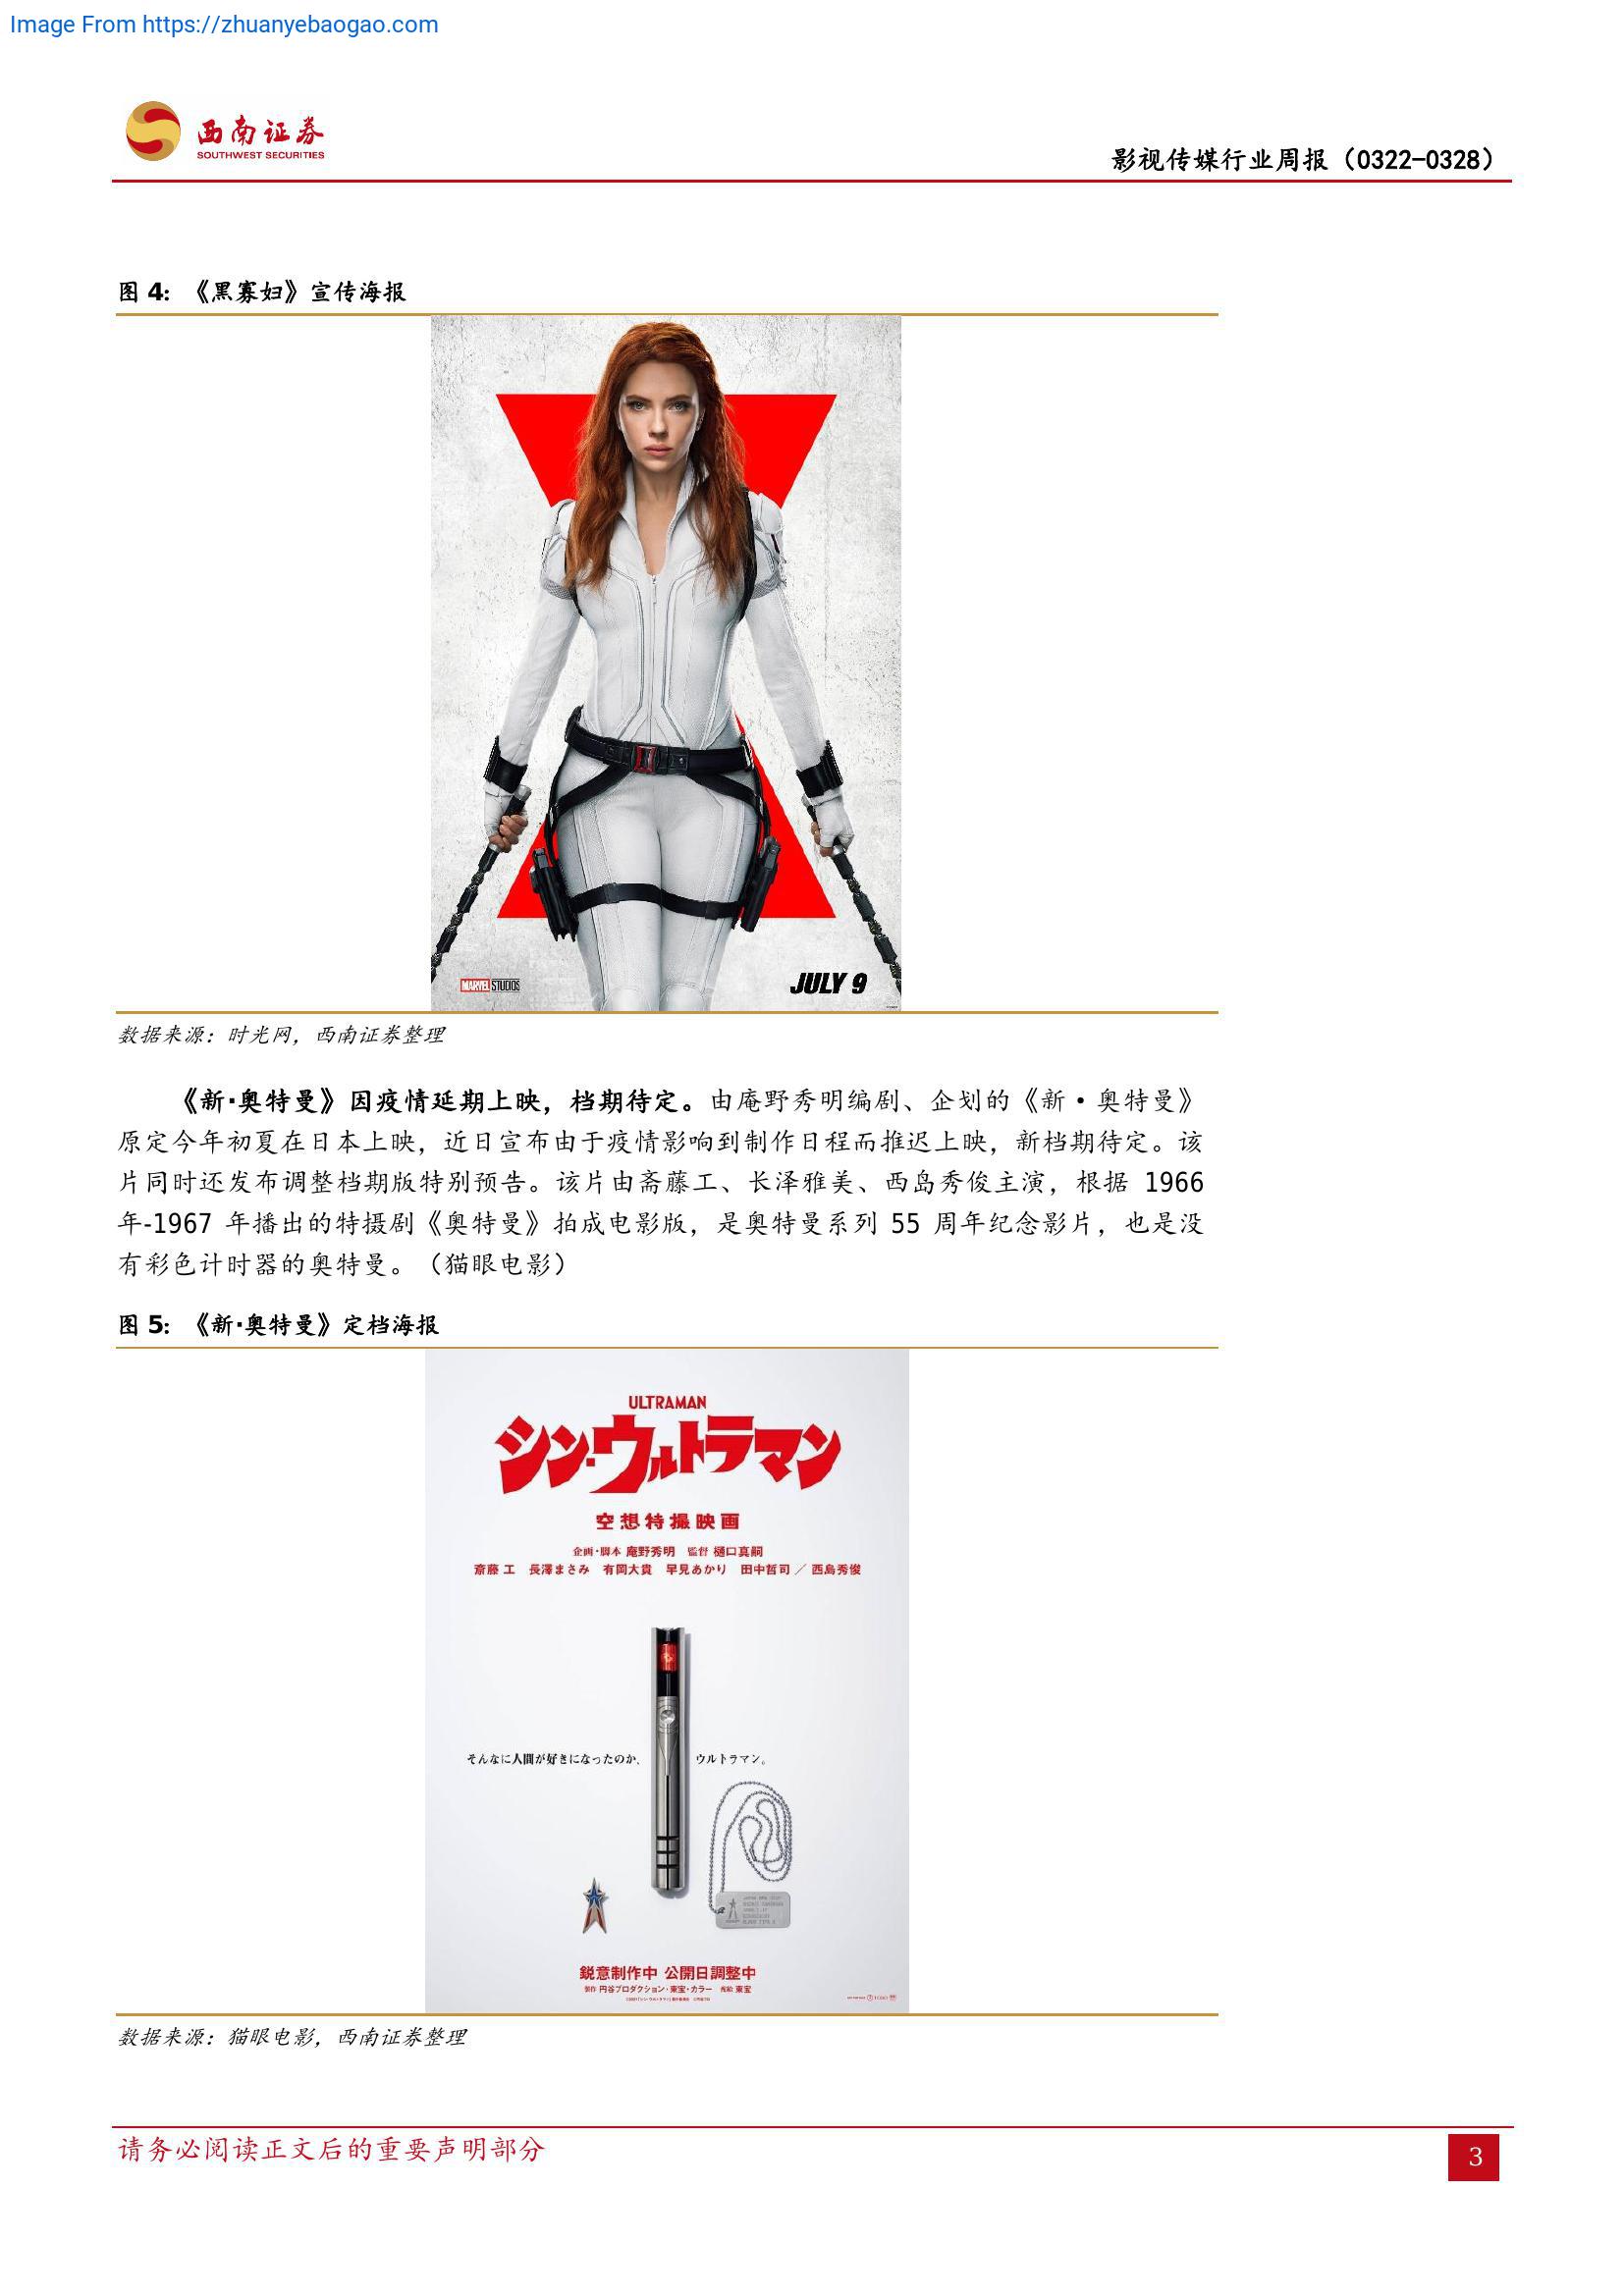 Image From https://zhuanyebaogao.com
西南证券
SOUTHWEST SECURITIES
影视传媒行业周报（0322-0328）
图 4：《黑寡妇》宣传海报
MARVEL STUDIOS
JULY 9
数据来源：时光网，西南证券整理
《新·奥特曼》因疫情延期上映，档期待定。由庵野秀明编剧、企划的《新·奥特曼》
原定今年初夏在日本上映，近日宣布由于疫情影响到制作日程而推迟上映，新档期待定。该
片同时还发布调整档期版特别预告。该片由斋藤工、长泽雅美、西岛秀俊主演，根据 1966
年-1967 年播出的特摄剧《奥特曼》拍成电影版，是奥特曼系列 55 周年纪念影片，也是没
有彩色计时器的奥特曼。（猫眼电影）
图 5：《新·奥特曼》定档海报
ULTRAMAN
シン・ウルトラマン
空想特撮映画
企画・脚本 庵野秀明 監督 樋口真嗣
斎藤 工 長澤まさみ 有岡大貴 早見あかり 田中哲司 ／ 西島秀俊
そんなに人間が好きになったのか、ウルトラマン。
鋭意制作中 公開日調整中
製作 円谷プロダクション・東宝・カラー 配給 東宝
数据来源：猫眼电影，西南证券整理
请务必阅读正文后的重要声明部分
3